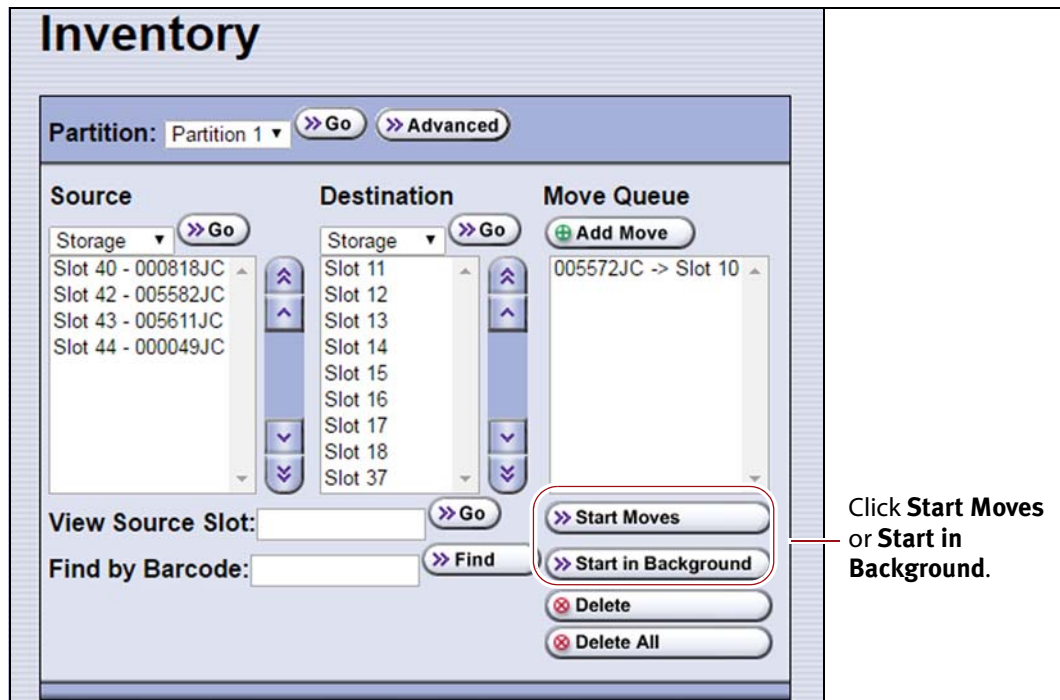 Inventory
Partition: Partition 1 Go Advanced
Source
Storage Go
Slot 40 - 000818JC
Slot 42 - 005582JC
Slot 43 - 005611JC
Slot 44 - 000049JC
Destination
Storage Go
Slot 11
Slot 12
Slot 13
Slot 14
Slot 15
Slot 16
Slot 17
Slot 18
Slot 37
Move Queue
Add Move
005572JC -> Slot 10
View Source Slot: Go
Find by Barcode: Find
Start Moves
Start in Background
Delete
Delete All
Click Start Moves
or Start in
Background.